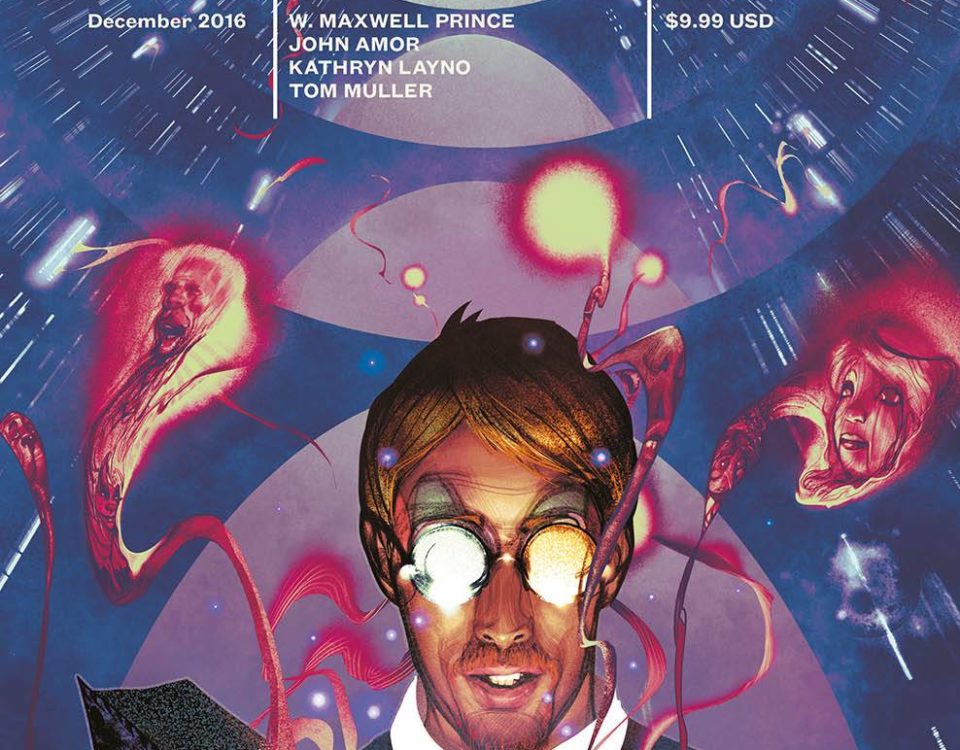 December 2016
W. MAXWELL PRINCE
JOHN AMOR
KATHRYN LAYNO
TOM MULLER
$9.99 USD